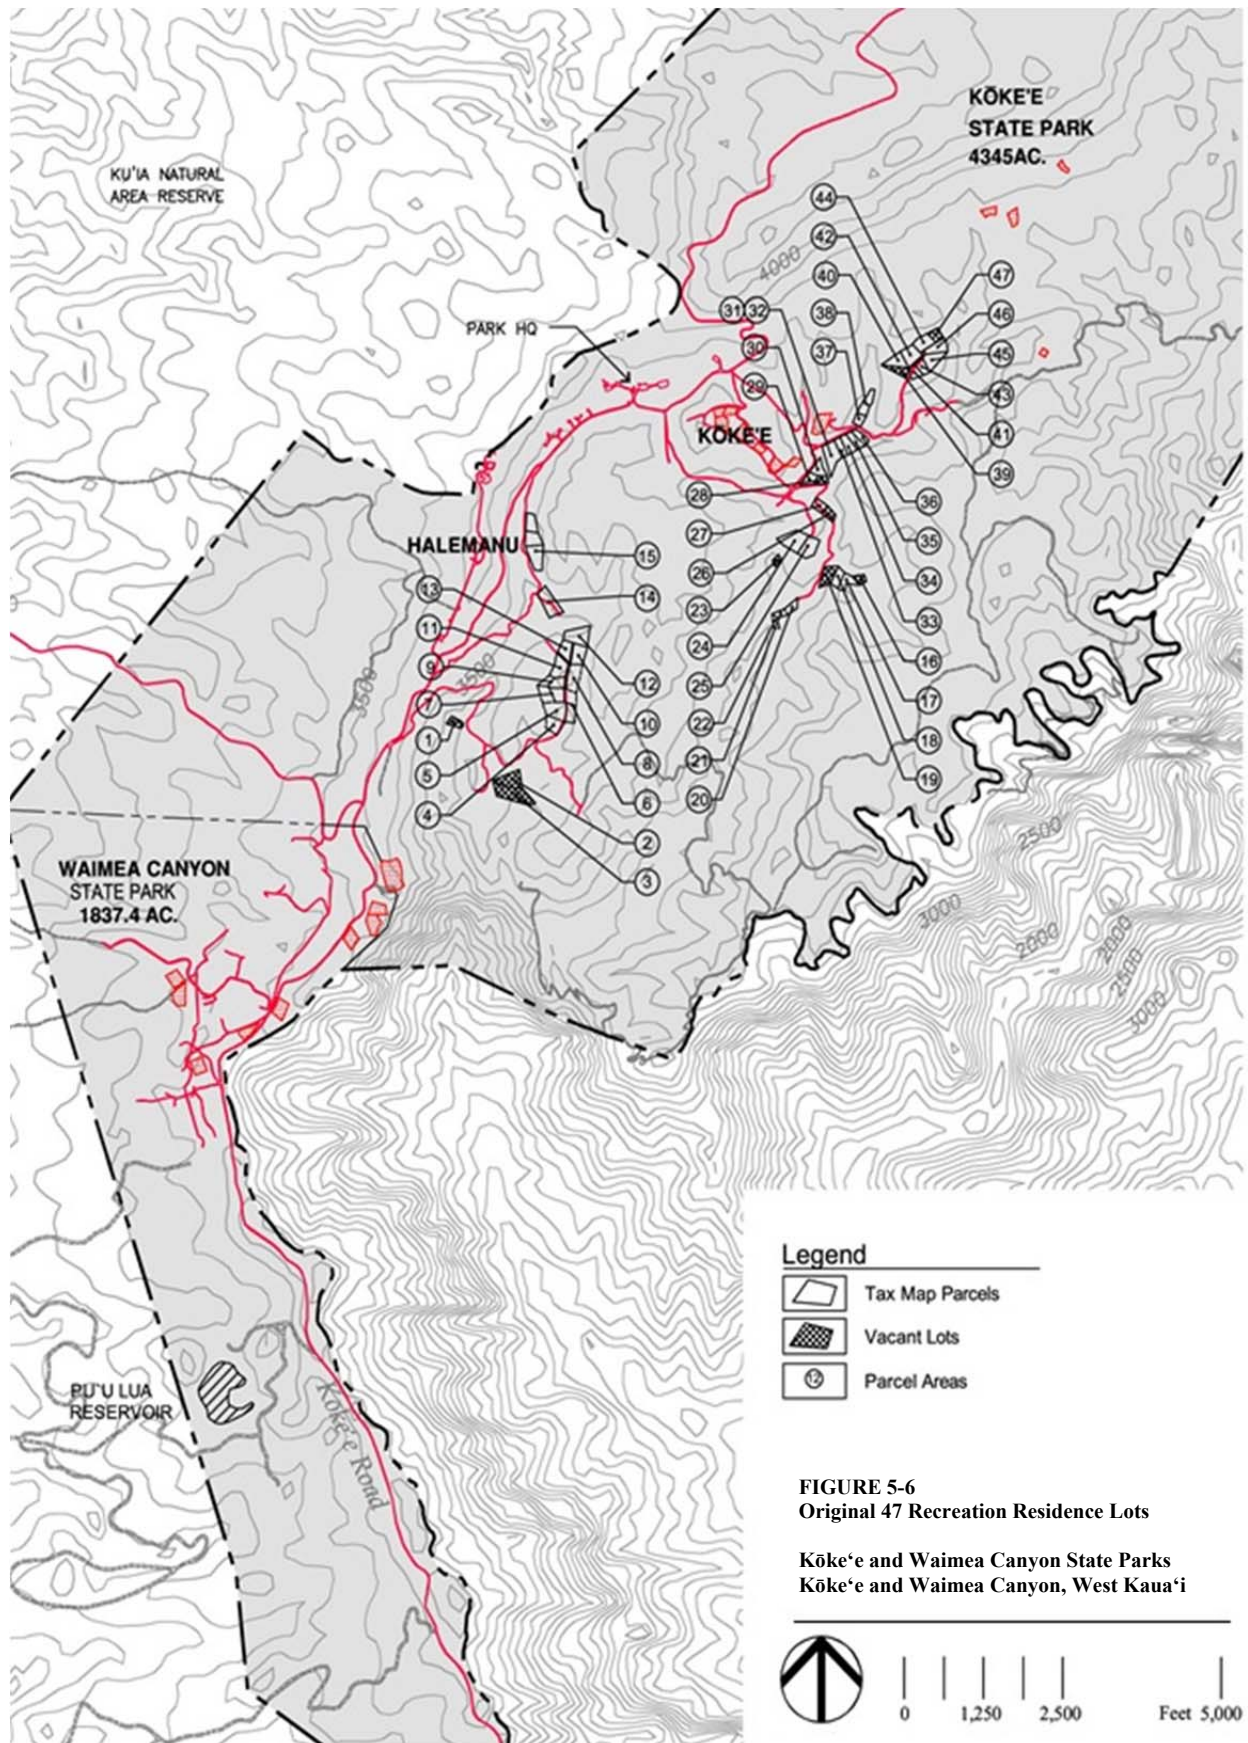 KŌKE'E
STATE PARK
4345AC.
KU'IA NATURAL
AREA RESERVE
44
42
4000
40
47
31
32
38
46
PARK HQ
30
37
45
29
43
KŌKE'E
41
39
28
36
27
HALEMANU
35
15
26
34
13
14
23
33
11
24
16
9
3500
12
25
3500
17
7
10
22
1
18
8
21
5
19
6
20
4
2
2500
3
WAIMEA CANYON
STATE PARK
1837.4 AC.
3000
2000
2000
2500
3000
Legend
Tax Map Parcels
Vacant Lots
12
Parcel Areas
PU'U LUA
RESERVOIR
Koke'e Road
FIGURE 5-6
Original 47 Recreation Residence Lots
Kōke‘e and Waimea Canyon State Parks
Kōke‘e and Waimea Canyon, West Kaua‘i
0 1,250 2,500 Feet 5,000